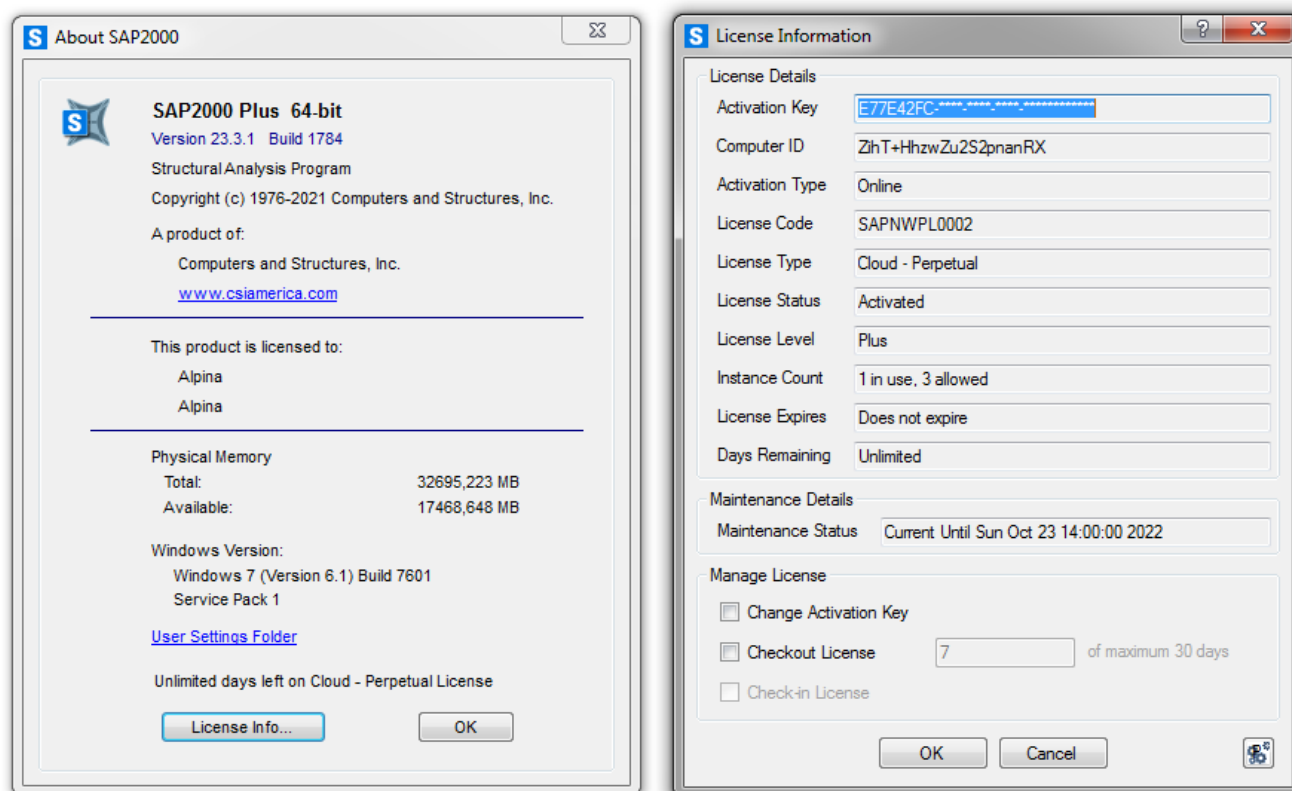 About SAP2000
SAP2000 Plus 64-bit
Version 23.3.1 Build 1784
Structural Analysis Program
Copyright (c) 1976-2021 Computers and Structures, Inc.
A product of:
Computers and Structures, Inc.
www.csiamerica.com
This product is licensed to:
Alpina
Alpina
Physical Memory
Total: 32695,223 MB
Available: 17468,648 MB
Windows Version:
Windows 7 (Version 6.1) Build 7601
Service Pack 1
User Settings Folder
Unlimited days left on Cloud - Perpetual License
License Info...
OK
License Information
License Details
Activation Key E77E42FC-****-****-****-************
Computer ID ZihT+HhzwZu2S2pnanRX
Activation Type Online
License Code SAPNWPL0002
License Type Cloud - Perpetual
License Status Activated
License Level Plus
Instance Count 1 in use, 3 allowed
License Expires Does not expire
Days Remaining Unlimited
Maintenance Details
Maintenance Status Current Until Sun Oct 23 14:00:00 2022
Manage License
Change Activation Key
Checkout License 7 of maximum 30 days
Check-in License
OK Cancel